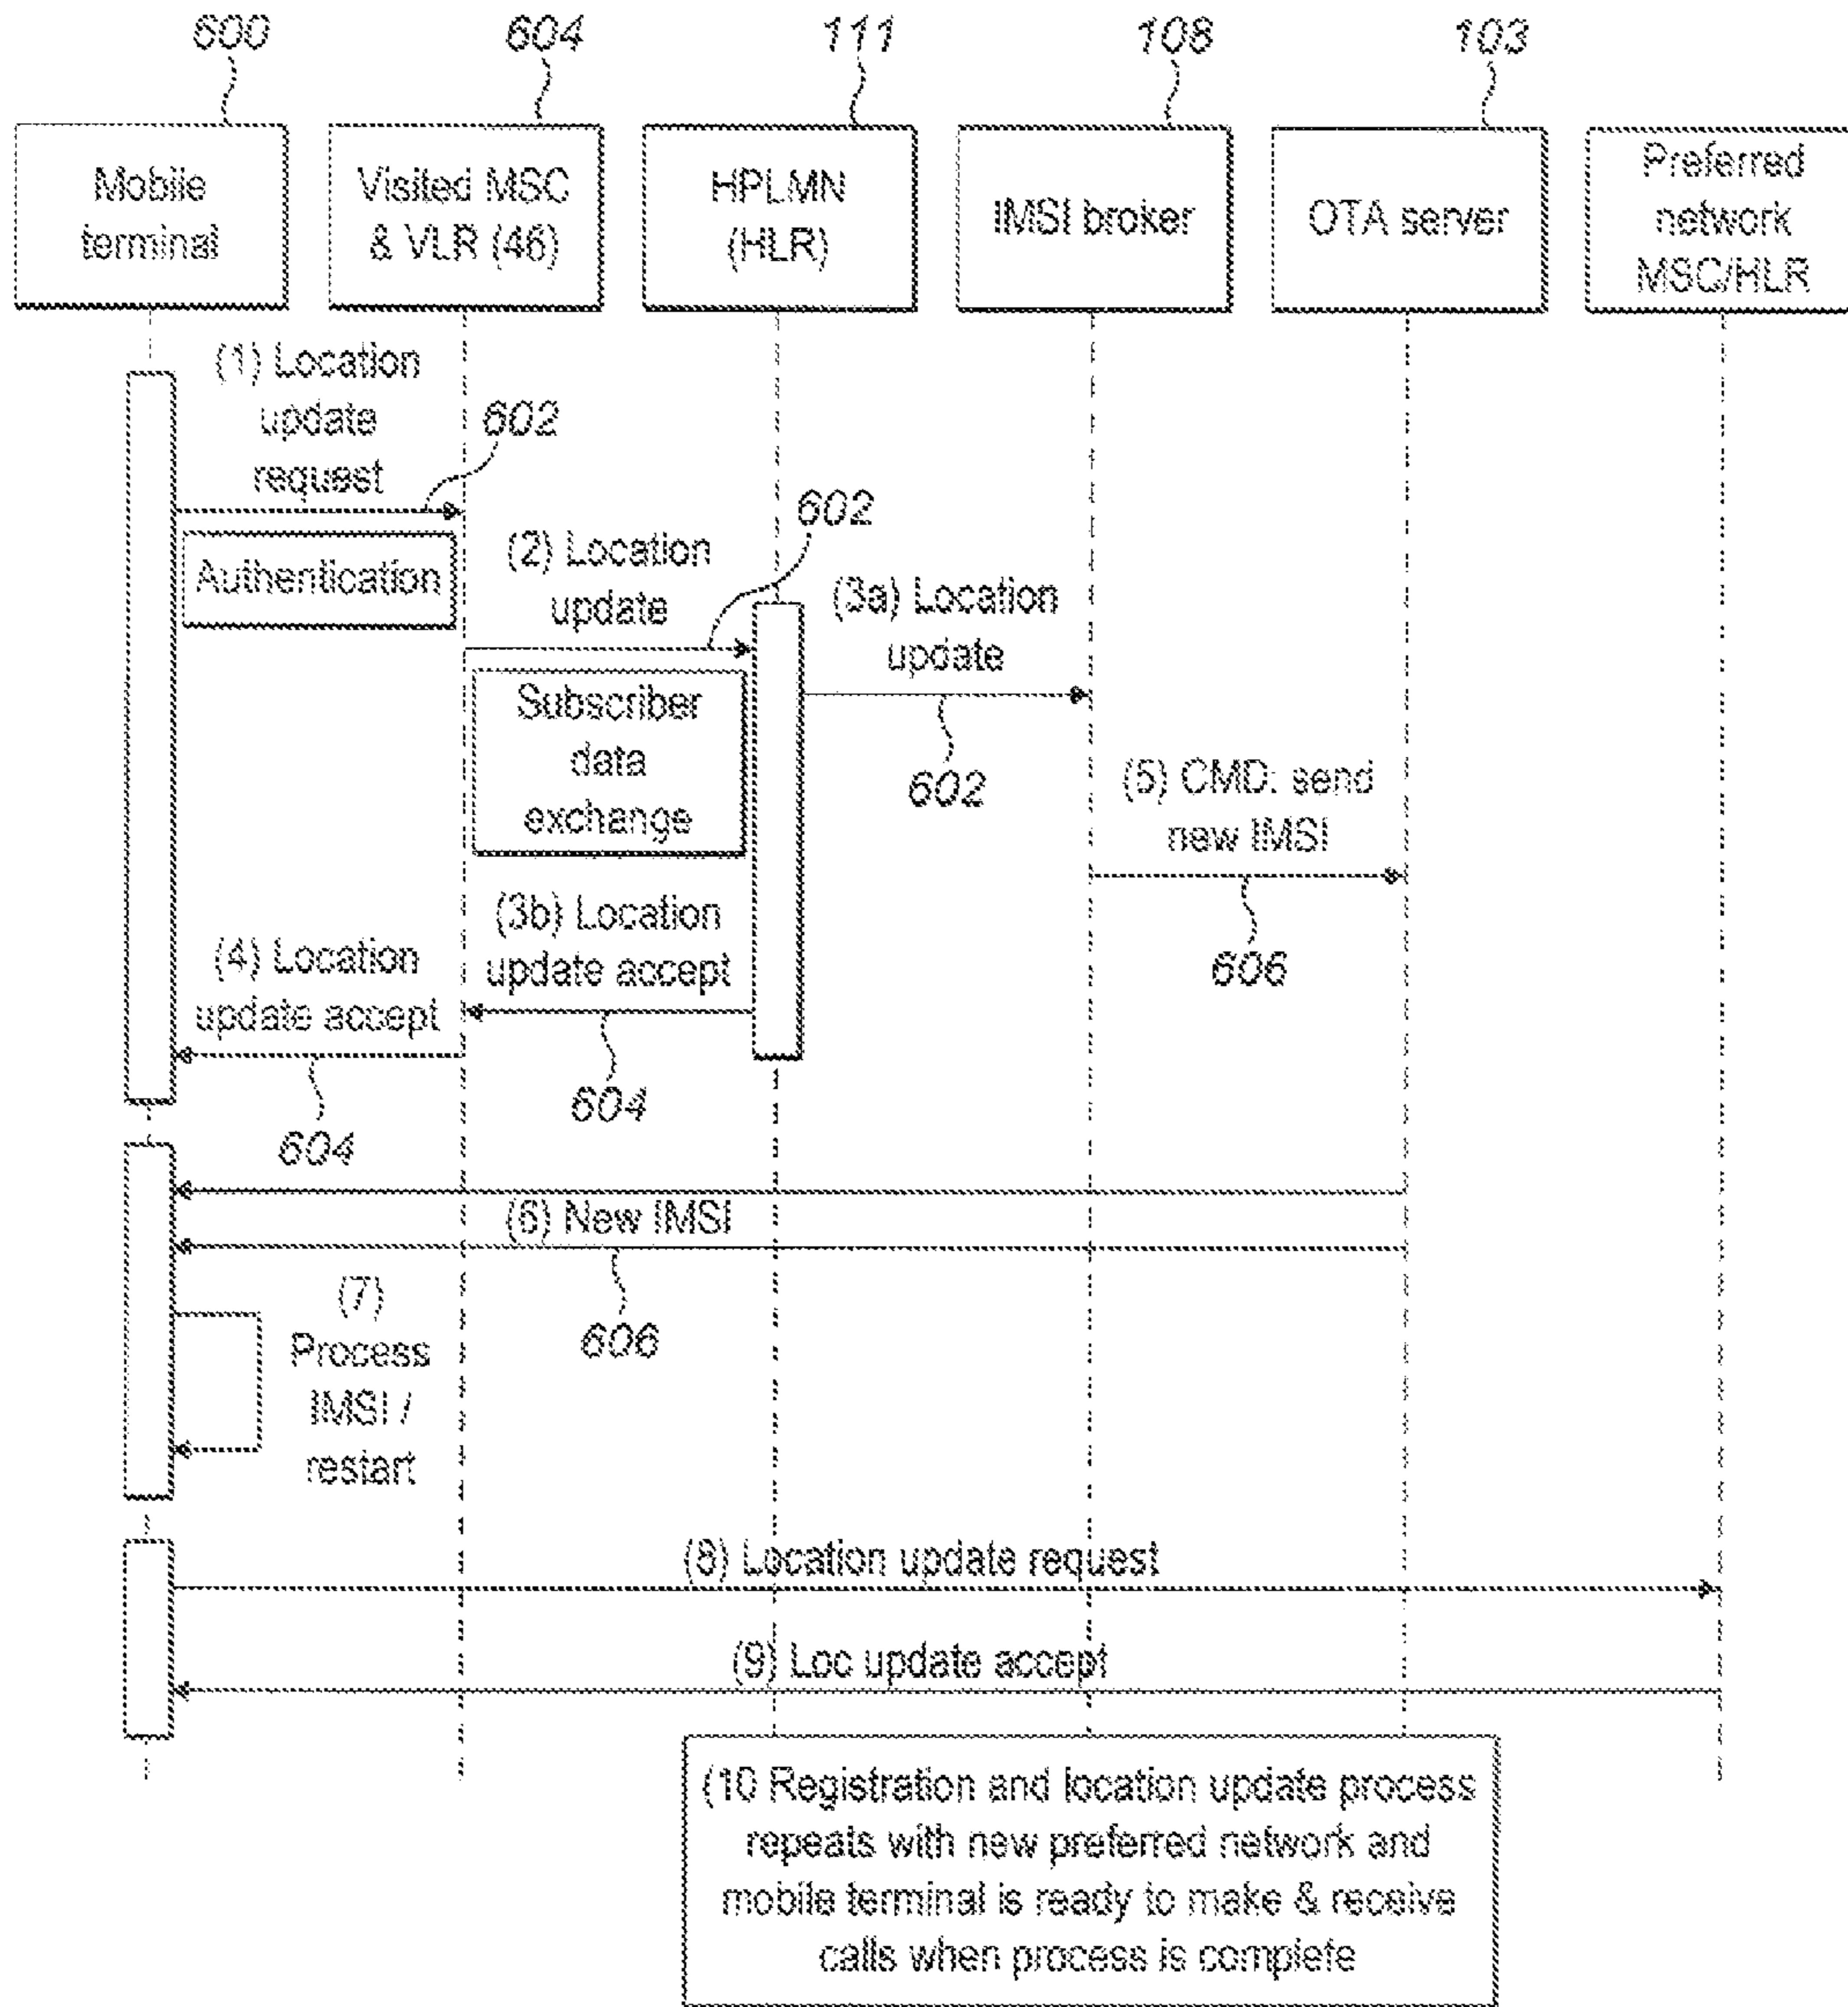 600
604
111
108
103
Mobile
terminal
Visited MSC
& VLR (46)
HPLMN
(HLR)
IMSI broker
OTA server
Preferred
network
MSC/HLR
(1) Location
update
request
602
Authentication
(2) Location
update
602
Subscriber
data
exchange
(3a) Location
update
602
(5) CMD: send
new IMSI
606
(3b) Location
update accept
604
(4) Location
update accept
604
(6) New IMSI
606
(7)
Process
IMSI /
restart
(8) Location update request
(9) Loc update accept
(10 Registration and location update process
repeats with new preferred network and
mobile terminal is ready to make & receive
calls when process is complete